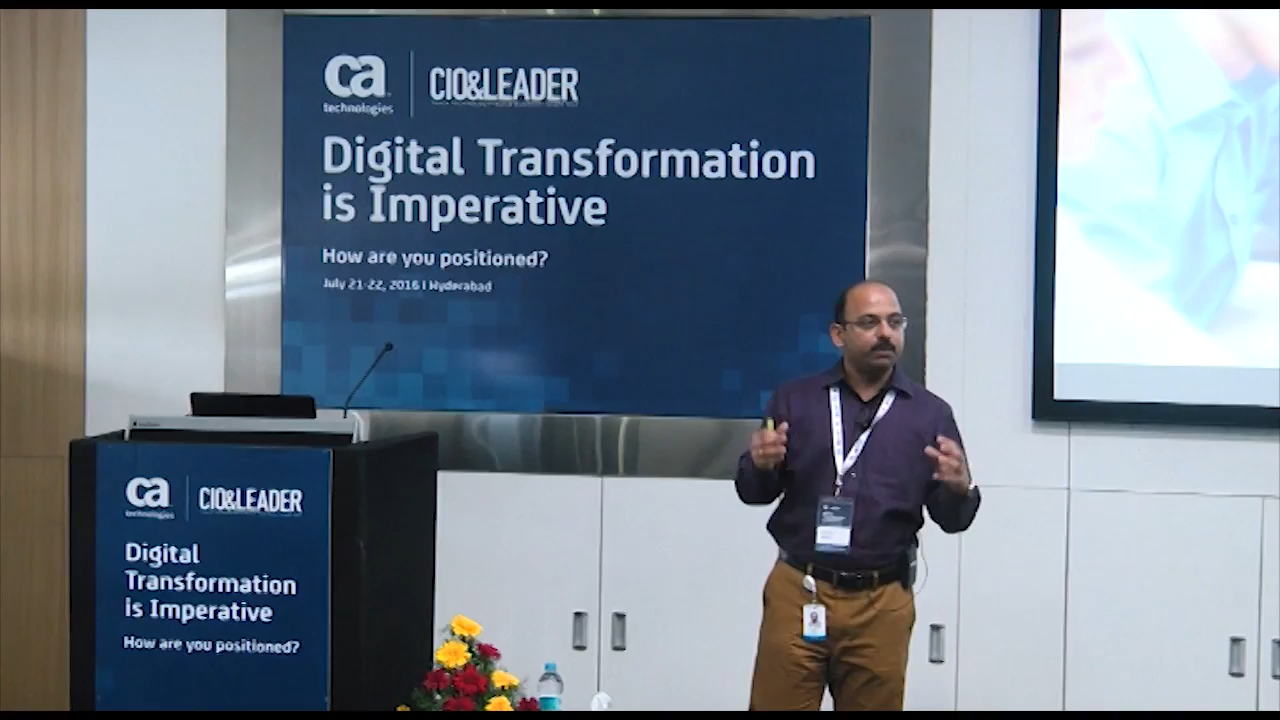 ca
technologies
CIO&LEADER
Digital Transformation
is Imperative
How are you positioned?
July 21-22, 2016 | Hyderabad
ca
technologies
CIO&LEADER
Digital
Transformation
is Imperative
How are you positioned?